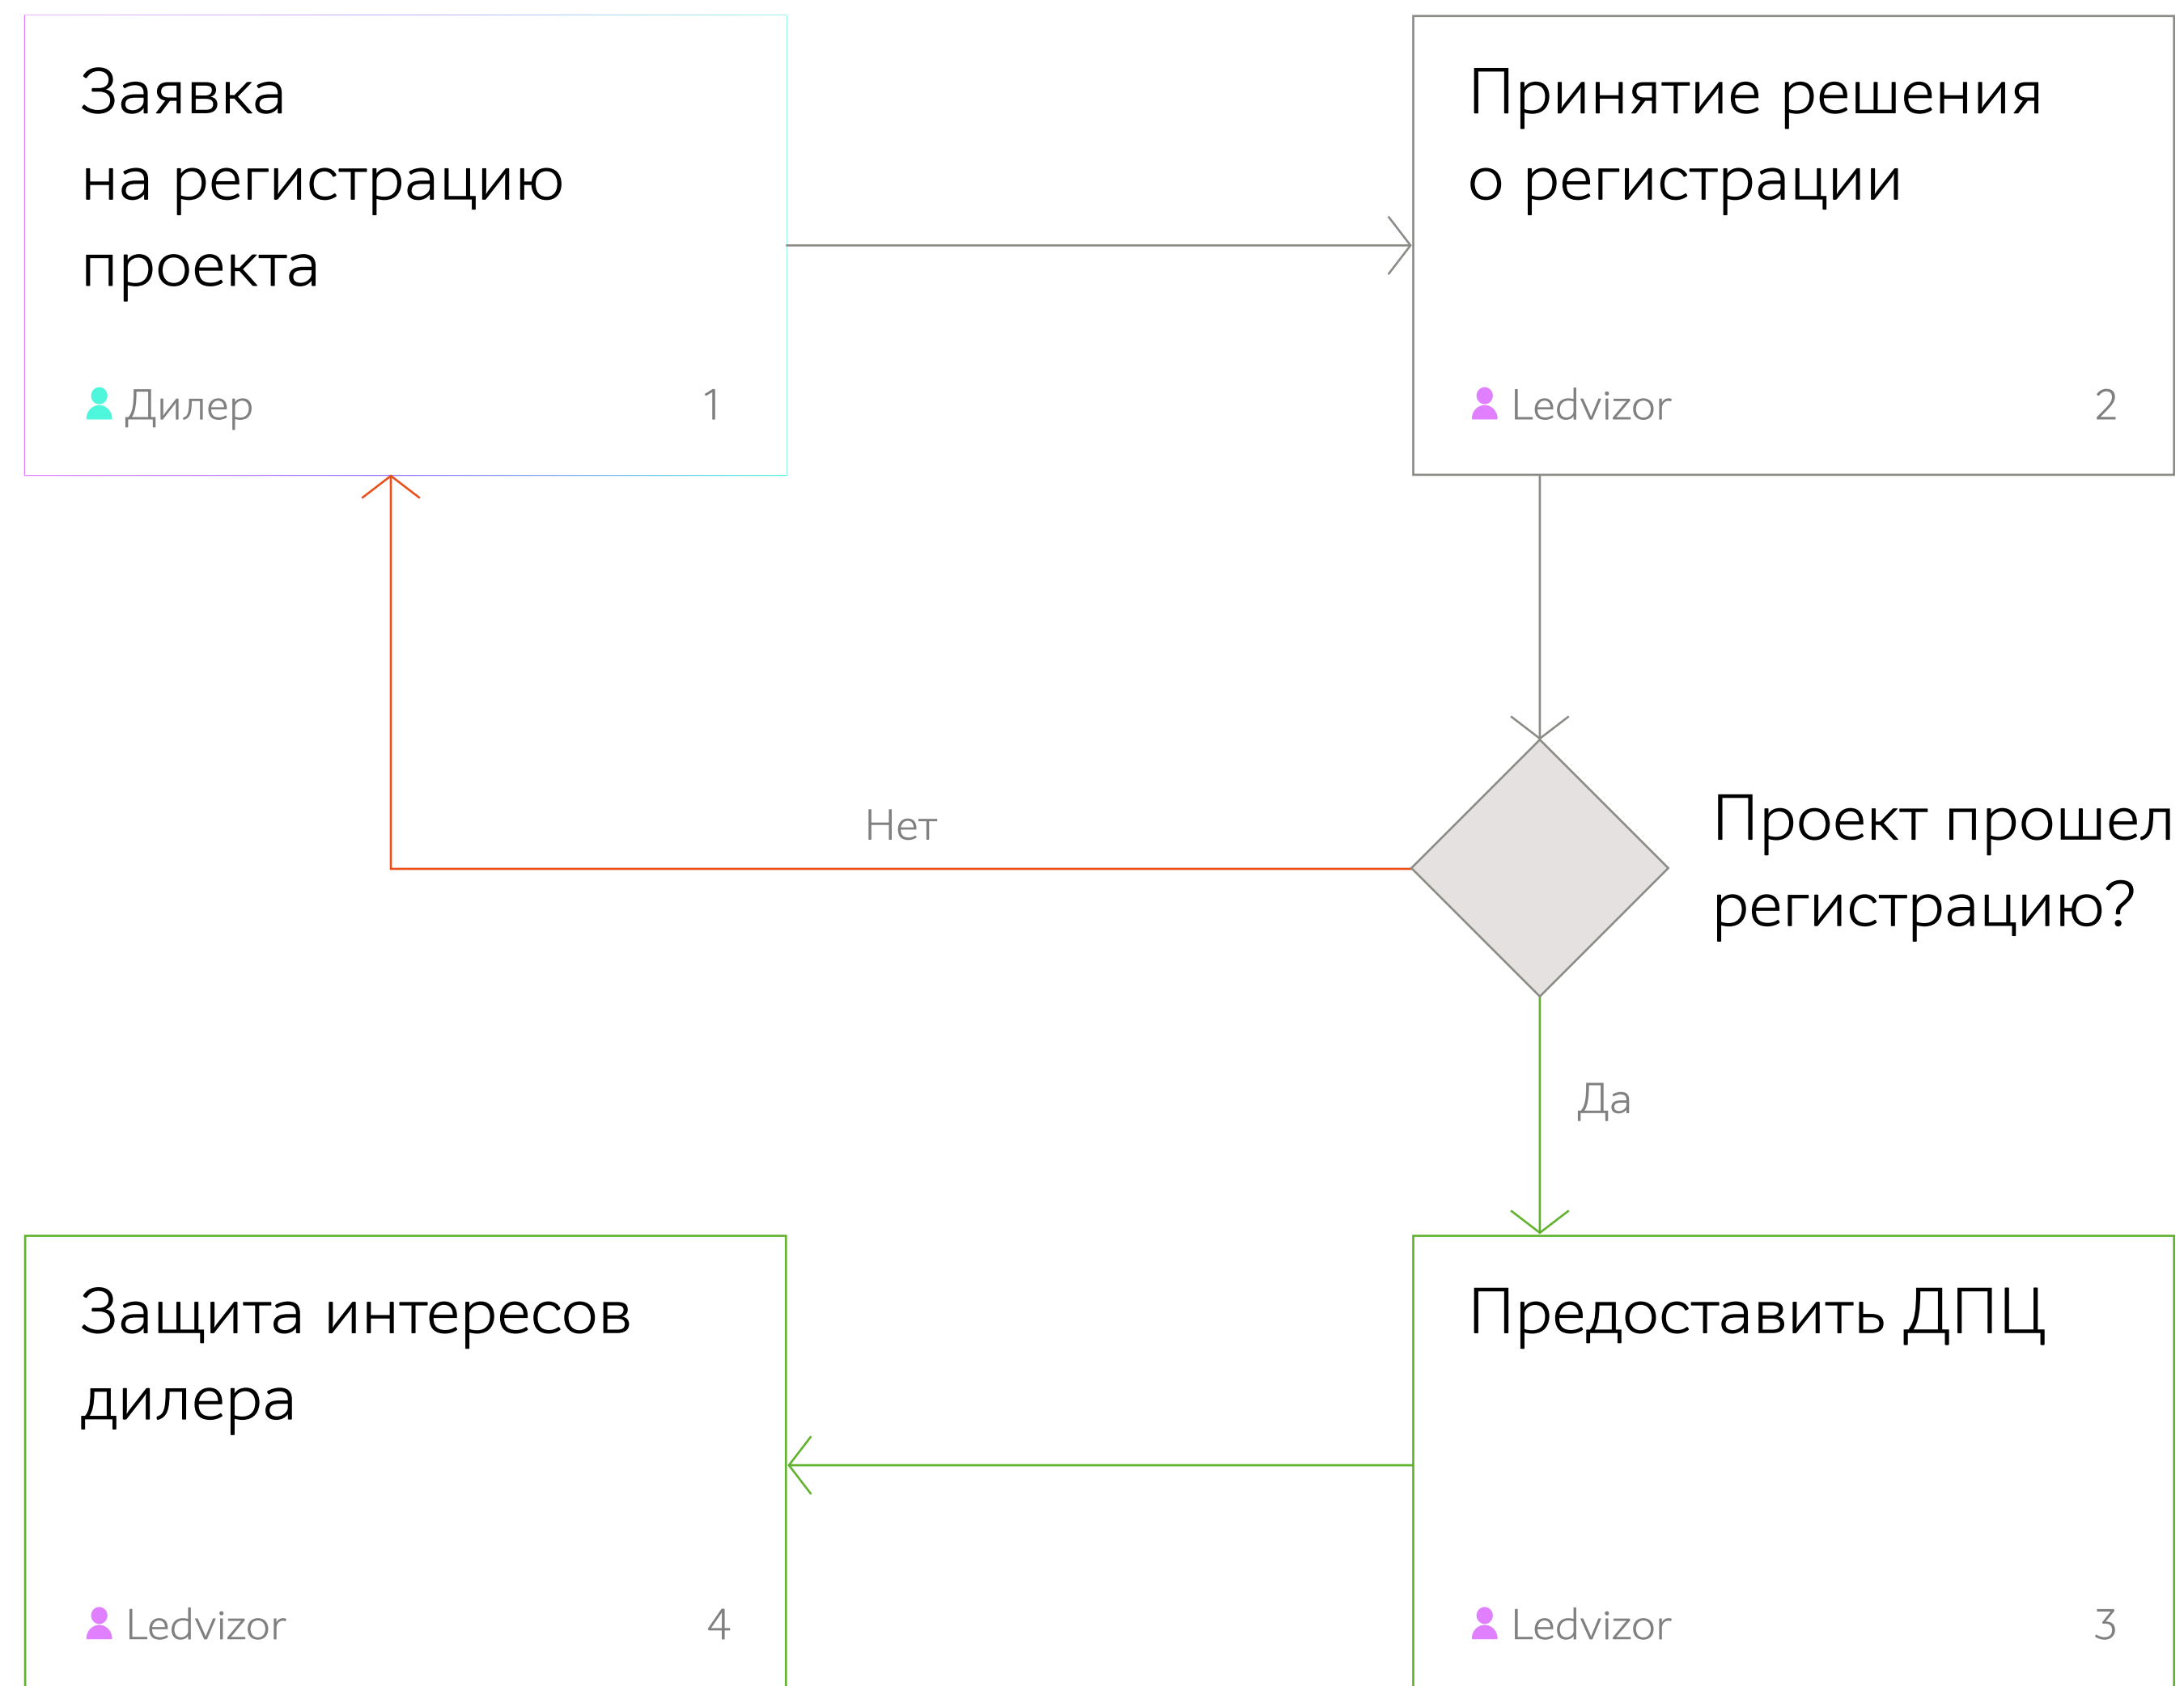 Заявка
на регистрацию
проекта
Дилер
1
Принятие решения
о регистрации
Ledvizor
2
Нет
Проект прошел
регистрацию?
Да
Защита интересов
дилера
Ledvizor
4
Предоставить ДПЦ
Ledvizor
3